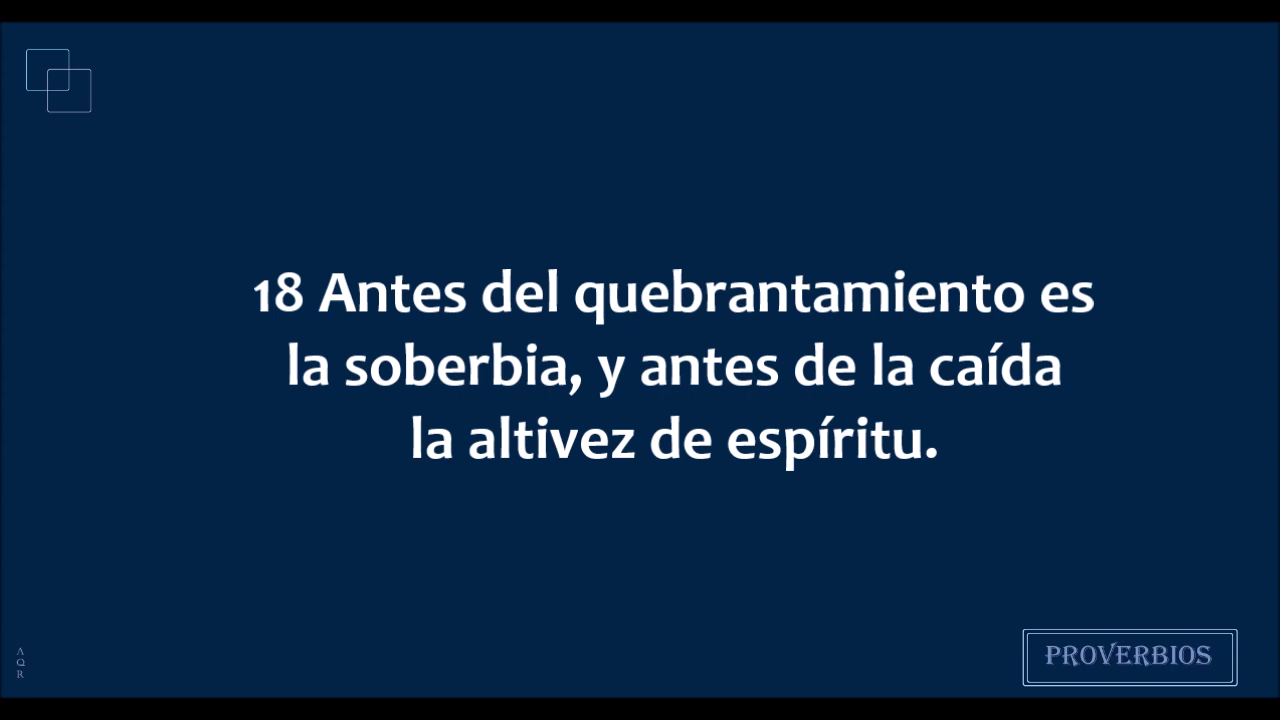 18 Antes del quebrantamiento es
la soberbia, y antes de la caída
la altivez de espíritu.
PROVERBIOS
A
Q
R